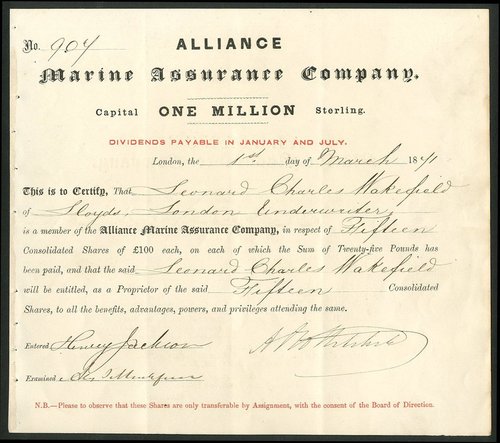 No. 904
ALLIANCE
Marine Assurance Company.
Capital ONE MILLION Sterling.
DIVIDENDS PAYABLE IN JANUARY AND JULY.
London, the 1st day of March 1871
This is to Certify, That Leonard Charles Wakefield
of Lloyds, London Underwriter,
is a member of the Alliance Marine Assurance Company, in respect of Fifteen
Consolidated Shares of £100 each, on each of which the Sum of Twenty-five Pounds has
been paid, and that the said Leonard Charles Wakefield
will be entitled, as a Proprietor of the said Fifteen Consolidated
Shares, to all the benefits, advantages, powers, and privileges attending the same.
Entered Henry Jackson
Examined
N.B.—Please to observe that these Shares are only transferable by Assignment, with the consent of the Board of Direction.